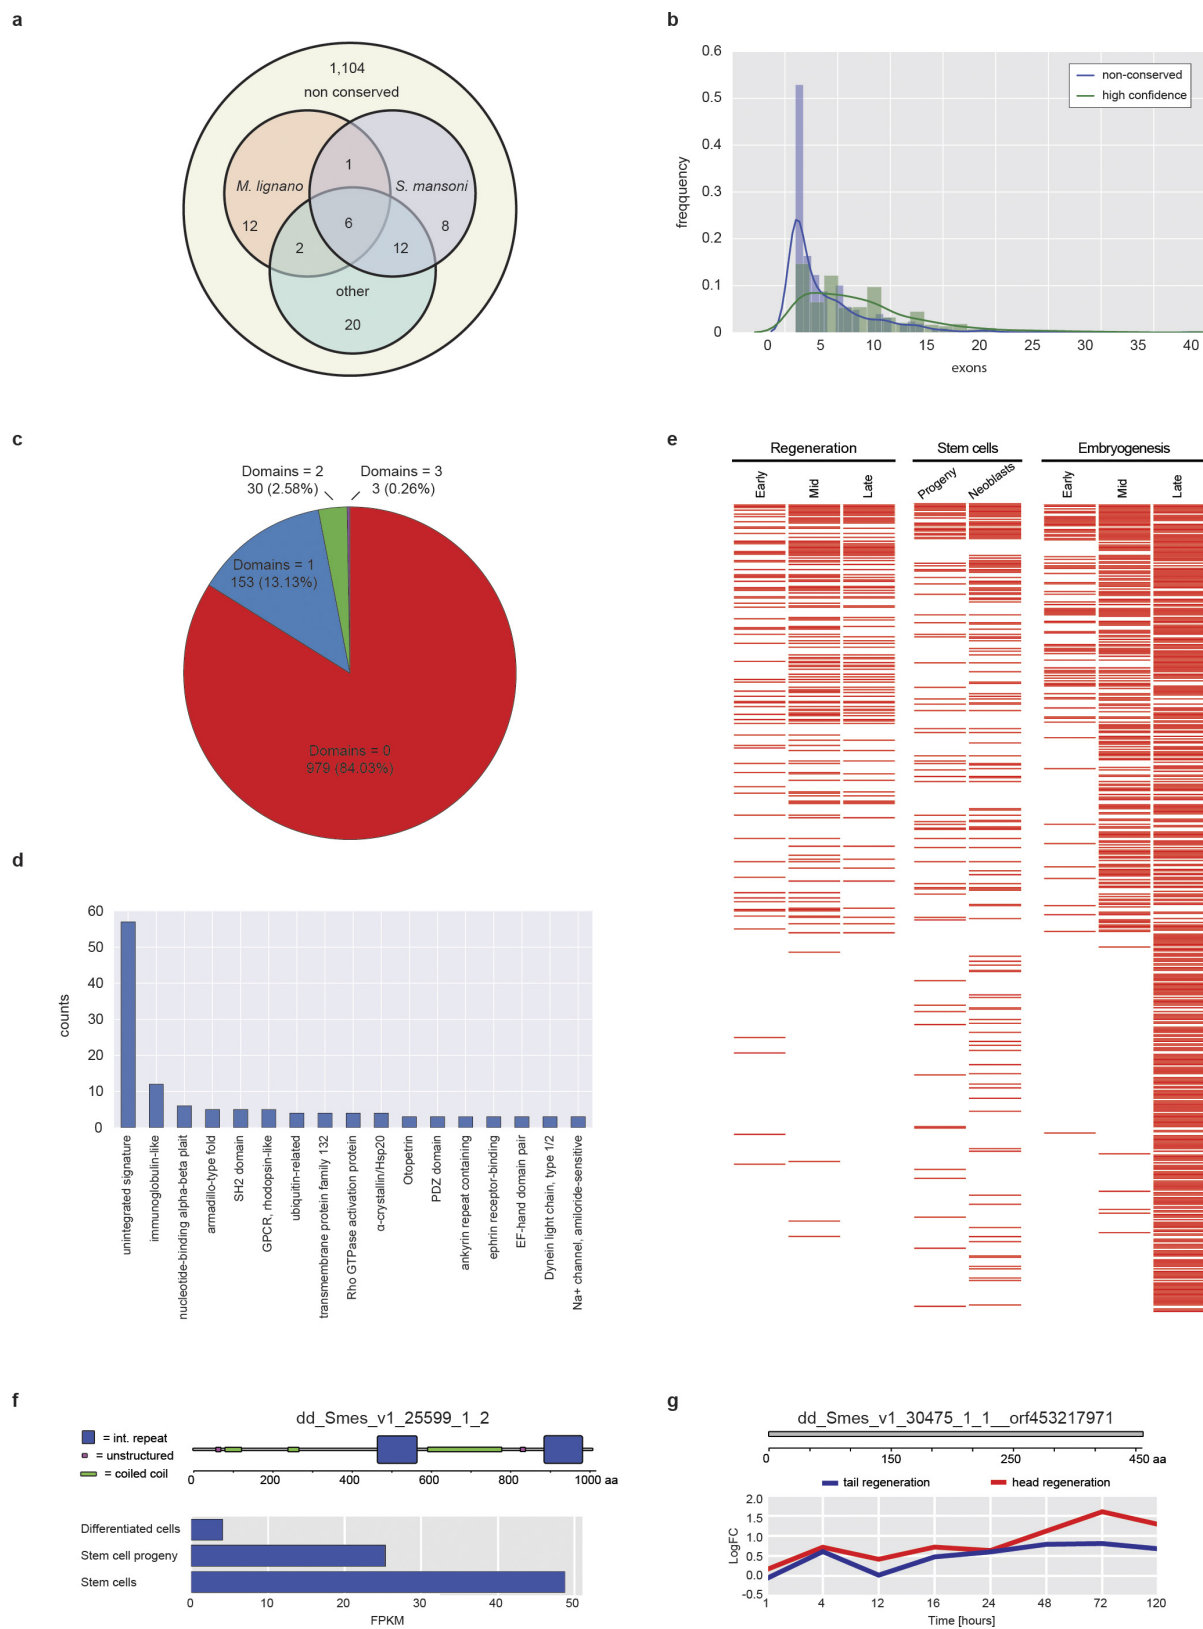 a
1,104
non conserved
1
M. lignano
S. mansoni
12
6
8
2
12
other
20
b
0.6
0.5
0.4
0.3
0.2
0.1
0
freqquency
non-conserved
high confidence
0 5 10 15 20 25 30 35 40
exons
c
Domains = 2
30 (2.58%)
Domains = 3
3 (0.26%)
Domains = 1
153 (13.13%)
Domains = 0
979 (84.03%)
d
60
50
40
30
20
10
0
counts
unintegrated signature
immunoglubulin-like
nucleotide-binding alpha-beta plait
armadillo-type fold
SH2 domain
GPCR, rhodopsin-like
ubiquitin-related
transmembrane protein family 132
Rho GTPase activation protein
α-crystallin/Hsp20
Otopetrin
PDZ domain
ankyrin repeat containing
ephrin receptor-binding
EF-hand domain pair
Dynein light chain, type 1/2
Na+ channel, amiloride-sensitive
e
Regeneration
Stem cells
Embryogenesis
Early
Mid
Late
Progeny
Neoblasts
Early
Mid
Late
f
dd_Smes_v1_25599_1_2
= int. repeat
= unstructured
= coiled coil
0 200 400 600 800 1000 aa
Differentiated cells
Stem cell progeny
Stem cells
0 10 20 30 40 50
FPKM
g
dd_Smes_v1_30475_1_1__orf453217971
0 150 250 450 aa
tail regeneration
head regeneration
2.0
1.5
1.0
0.5
0.0
-0.5
LogFC
1 4 12 16 24 48 72 120
Time [hours]